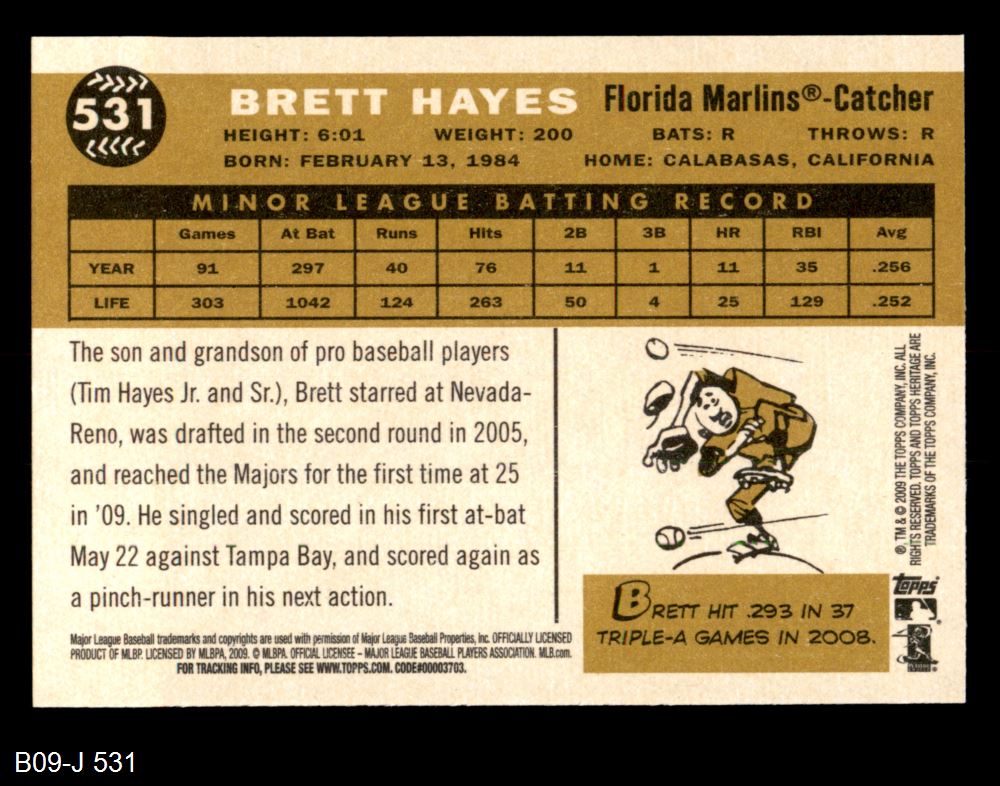 531
BRETT HAYES Florida Marlins®-Catcher
HEIGHT: 6:01 WEIGHT: 200 BATS: R THROWS: R
BORN: FEBRUARY 13, 1984 HOME: CALABASAS, CALIFORNIA
MINOR LEAGUE BATTING RECORD
Games At Bat Runs Hits 2B 3B HR RBI Avg
YEAR 91 297 40 76 11 1 11 35 .256
LIFE 303 1042 124 263 50 4 25 129 .252
The son and grandson of pro baseball players
(Tim Hayes Jr. and Sr.), Brett starred at Nevada-
Reno, was drafted in the second round in 2005,
and reached the Majors for the first time at 25
in '09. He singled and scored in his first at-bat
May 22 against Tampa Bay, and scored again as
a pinch-runner in his next action.
Major League Baseball trademarks and copyrights are used with permission of Major League Baseball Properties, Inc. OFFICIALLY LICENSED
PRODUCT OF MLBP. LICENSED BY MLBPA, 2009. © MLBPA. OFFICIAL LICENSEE – MAJOR LEAGUE BASEBALL PLAYERS ASSOCIATION. MLB.com.
FOR TRACKING INFO, PLEASE SEE WWW.TOPPS.COM. CODE#00003703.
BRETT HIT .293 IN 37
TRIPLE-A GAMES IN 2008.
®, TM & © 2009 THE TOPPS COMPANY, INC. ALL
RIGHTS RESERVED. TOPPS AND TOPPS HERITAGE ARE
TRADEMARKS OF THE TOPPS COMPANY, INC.
topps
B09-J 531